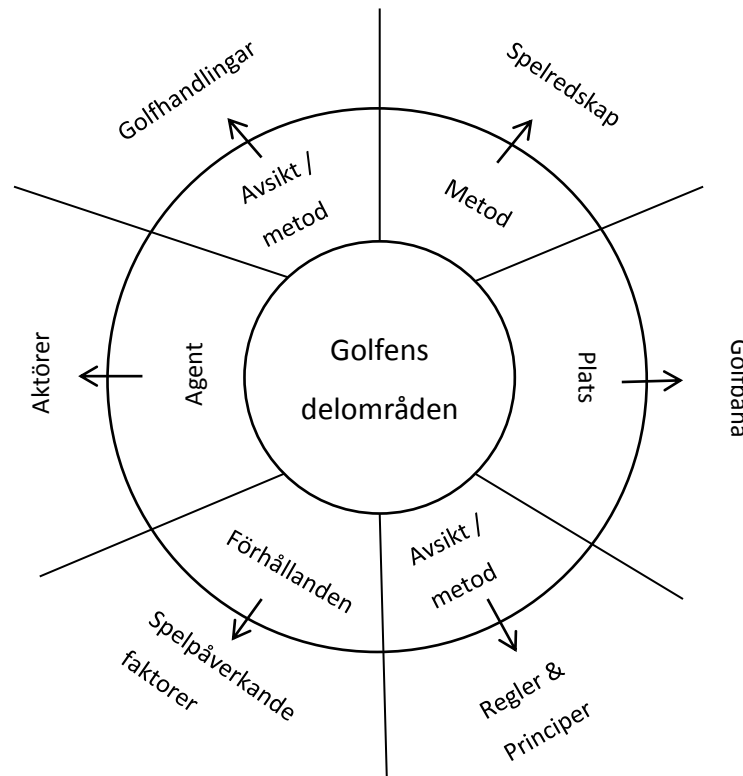 Golfhandlingar
Spelredskap
Avsikt /
metod
Metod
Aktörer
Agent
Golfens
delområden
Plats
Golfbana
Förhållanden
Avsikt /
metod
Spelpåverkande
faktorer
Regler &
Principer